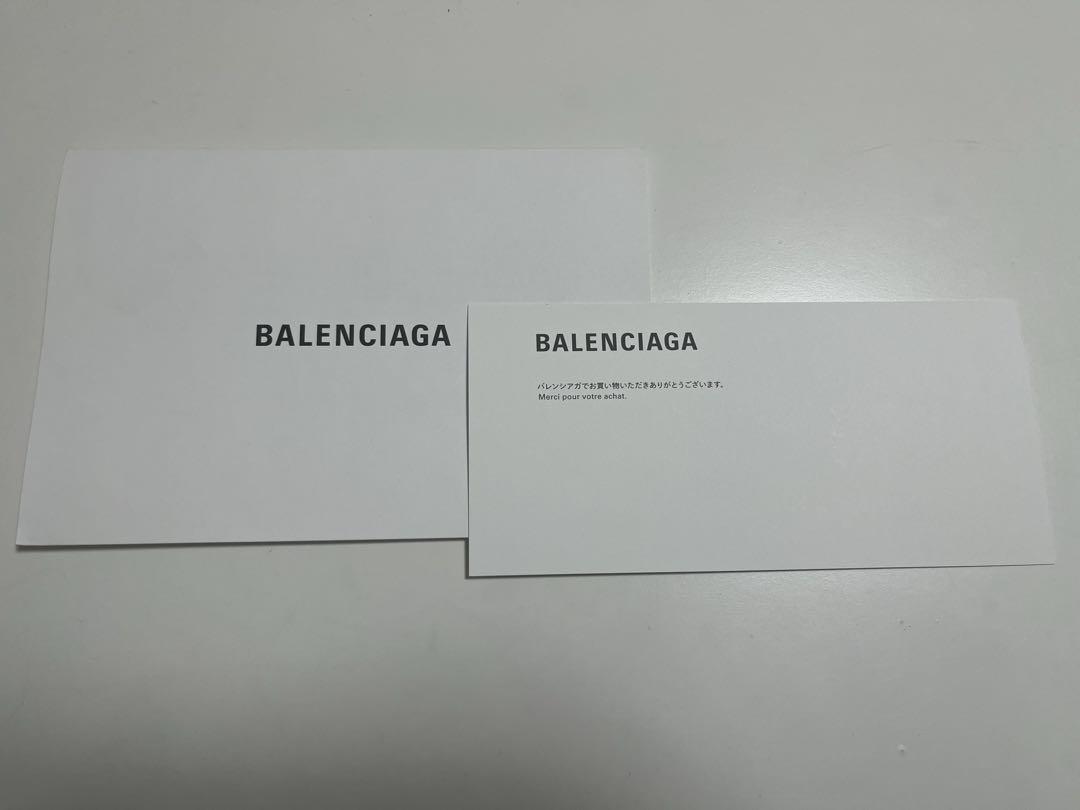 BALENCIAGA
BALENCIAGA
バレンシアガでお買い物いただきありがとうございます。
Merci pour votre achat.